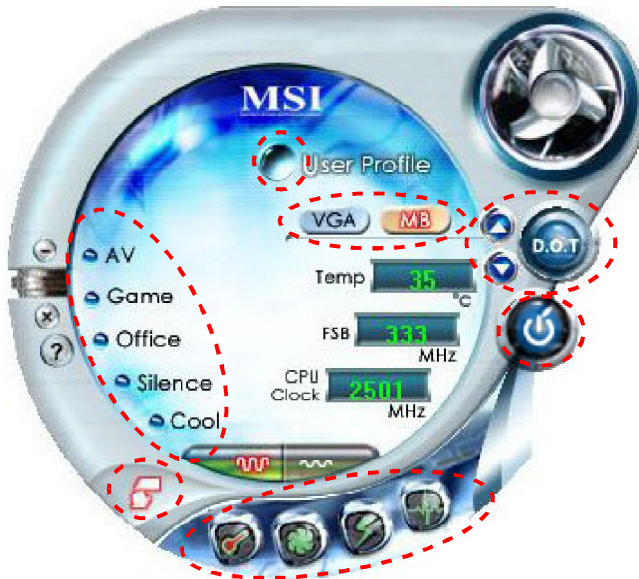 MSI
User Profile
VGA MB
D.O.T
AV
Temp 35 °C
Game
Office
FSB 333 MHz
Silence
CPU Clock 2501 MHz
Cool
?